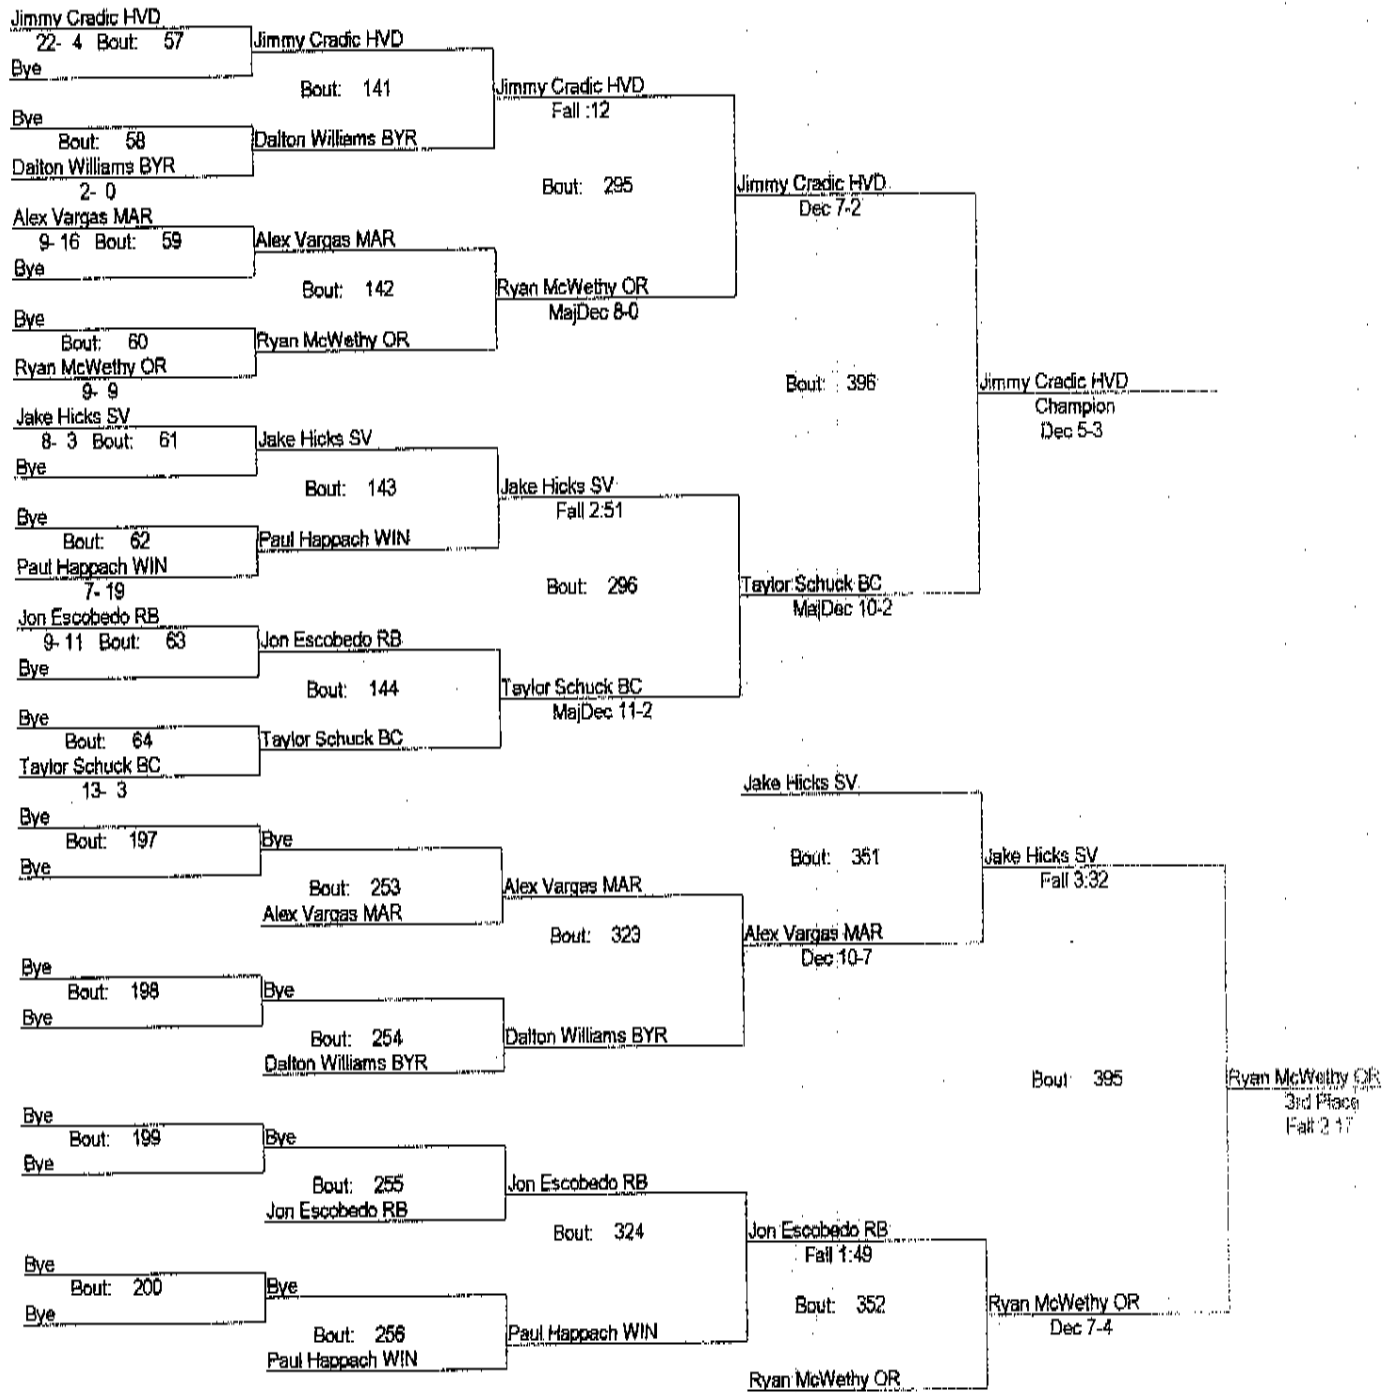 Jimmy Cradic HVD
22- 4 Bout: 57
Bye
Jimmy Cradic HVD
Bout: 141
Bye
Bout: 58
Dalton Williams BYR
2- 0
Dalton Williams BYR
Jimmy Cradic HVD
Fall :12
Bout: 295
Alex Vargas MAR
9- 16 Bout: 59
Bye
Alex Vargas MAR
Bout: 142
Bye
Bout: 60
Ryan McWethy OR
9- 9
Ryan McWethy OR
Ryan McWethy OR
MajDec 8-0
Jimmy Cradic HVD
Dec 7-2
Bout: 396
Jimmy Cradic HVD
Champion
Dec 5-3
Jake Hicks SV
8- 3 Bout: 61
Bye
Jake Hicks SV
Bout: 143
Bye
Bout: 62
Paul Happach WIN
7- 19
Paul Happach WIN
Jake Hicks SV
Fall 2:51
Bout: 296
Jon Escobedo RB
9- 11 Bout: 63
Bye
Jon Escobedo RB
Bout: 144
Bye
Bout: 64
Taylor Schuck BC
13- 3
Taylor Schuck BC
Taylor Schuck BC
MajDec 11-2
Taylor Schuck BC
MajDec 10-2
Bye
Bout: 197
Bye
Bye
Bout: 253
Alex Vargas MAR
Alex Vargas MAR
Bout: 323
Bye
Bout: 198
Bye
Bye
Bout: 254
Dalton Williams BYR
Dalton Williams BYR
Jake Hicks SV
Bout: 351
Alex Vargas MAR
Dec 10-7
Jake Hicks SV
Fall 3:32
Bout 395
Ryan McWethy OR
3rd Place
Fall 2 17
Bye
Bout: 199
Bye
Bye
Bout: 255
Jon Escobedo RB
Jon Escobedo RB
Bout: 324
Bye
Bout: 200
Bye
Bye
Bout: 256
Paul Happach WIN
Paul Happach WIN
Jon Escobedo RB
Fall 1:49
Bout: 352
Ryan McWethy OR
Ryan McWethy OR
Dec 7-4